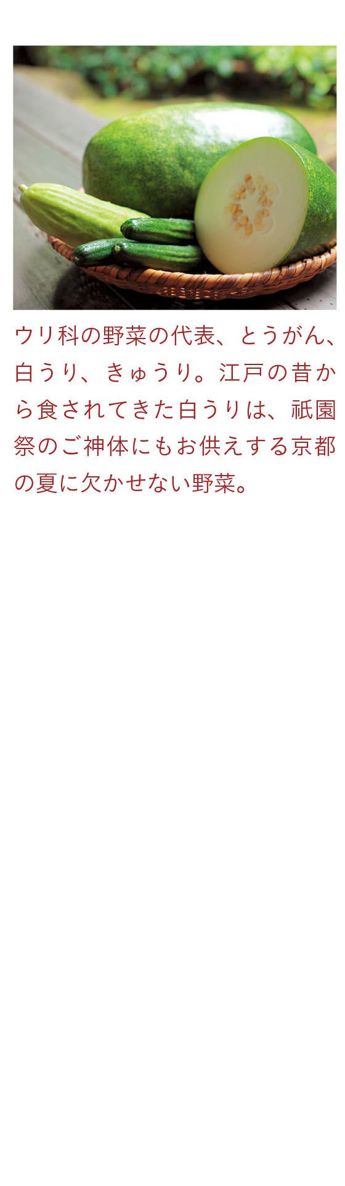 ウリ科の野菜の代表、とうがん、
白うり、きゅうり。江戸の昔か
ら食されてきた白うりは、祇園
祭のご神体にもお供えする京都
の夏に欠かせない野菜。